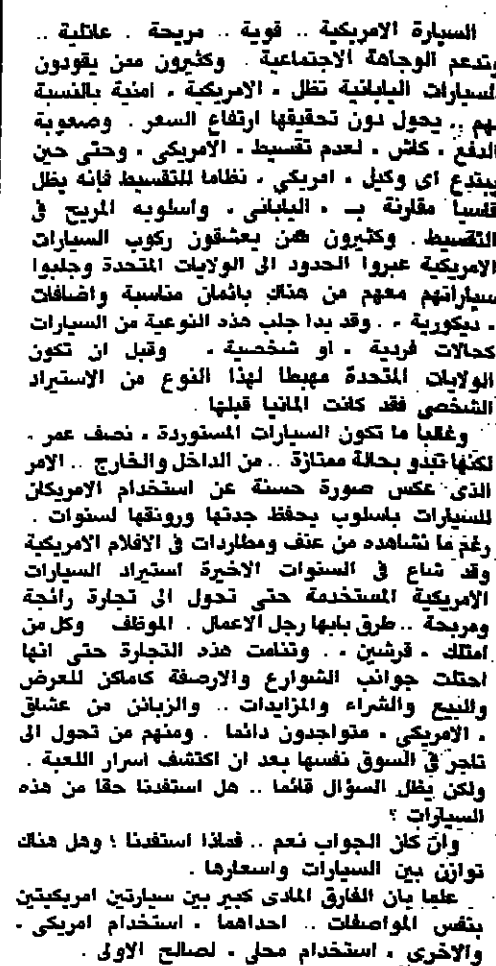 السيارة الامريكية .. قوية .. مريحة . عائلية ..
وتدعم الوجاهة الاجتماعية . وكثيرون ممن يقودون
السيارات اليابانية تظل « الامريكية » امنية بالنسبة
لهم .. يحول دون تحقيقها ارتفاع السعر . وصعوبة
الدفع « كاش » لعدم تقسيط « الامريكى » وحتى حين
يبتدع اى وكيل « امريكي » نظاما للتقسيط فإنه يظل
قاسيا مقارنة بـ « اليابانى » واسلوبه المريح في
التقسيط . وكثيرون ممن يعشقون ركوب السيارات
الامريكية عبروا الحدود الى الولايات المتحدة وجلبوا
سياراتهم معهم من هناك باثمان مناسبة واضافات
« ديكورية » . وقد بدا جلب هذه النوعية من السيارات
كحالات فردية « او شخصية » وقبل ان تكون
الولايات المتحدة مهبطا لهذا النوع من الاستيراد
الشخصي فقد كانت المانيا قبلها .
وغالبا ما تكون السيارات المستوردة « نصف عمر »
لكنها تبدو بحالة ممتازة .. من الداخل والخارج .. الامر
الذى عكس صورة حسنة عن استخدام الامريكان
للسيارات باسلوب يحفظ جدتها ورونقها لسنوات .
رغم ما نشاهده من عنف ومطاردات في الافلام الامريكية
وقد شاع في السنوات الاخيرة استيراد السيارات
الامريكية المستخدمة حتى تحول الى تجارة رائجة
ومريحة .. طرق بابها رجل الاعمال . الموظف وكل من
امتلك « قرشين » . وتنامت هذه التجارة حتى انها
احتلت جوانب الشوارع والارصفة كاماكن للعرض
والبيع والشراء والمزايدات .. والزبائن من عشاق
« الامريكي » متواجدون دائما . ومنهم من تحول الى
تاجر في السوق نفسها بعد ان اكتشف اسرار اللعبة .
ولكن يظل السؤال قائما .. هل استفدنا حقا من هذه
السيارات ؟
وان كان الجواب نعم .. فماذا استفدنا ؛ وهل هناك
توازن بين السيارات واسعارها .
علما بان الفارق المادى كبير بين سيارتين امريكيتين
بنفس المواصفات .. احداهما « استخدام امريكى »
والاخرى « استخدام محلى » لصالح الاولى .